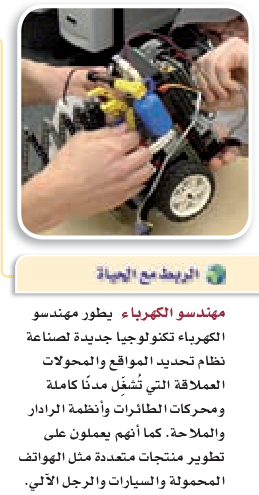 الربط مع الحياة
مهندسو الكهرباء يطور مهندسو
الكهرباء تكنولوجيا جديدة لصناعة
نظام تحديد المواقع والمحولات
العملاقة التي تُشغِّل مدنًا كاملة
ومحركات الطائرات وأنظمة الرادار
والملاحة. كما أنهم يعملون على
تطوير منتجات متعددة مثل الهواتف
المحمولة والسيارات والرجل الآلي.